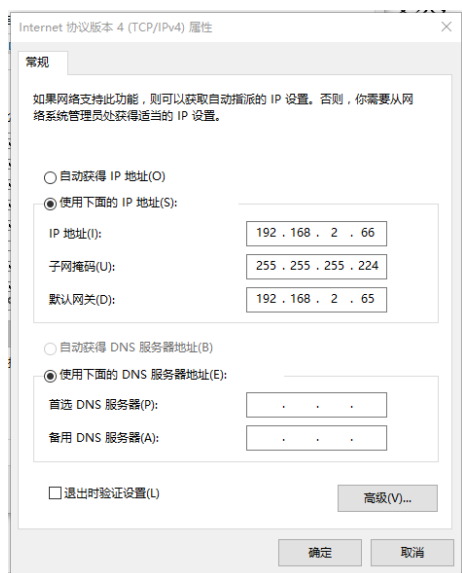 Internet 协议版本 4 (TCP/IPv4) 属性
常规
如果网络支持此功能，则可以获取自动指派的 IP 设置。否则，你需要从网
络系统管理员处获得适当的 IP 设置。
自动获得 IP 地址(O)
使用下面的 IP 地址(S):
IP 地址(I): 192 . 168 . 2 . 66
子网掩码(U): 255 . 255 . 255 . 224
默认网关(D): 192 . 168 . 2 . 65
自动获得 DNS 服务器地址(B)
使用下面的 DNS 服务器地址(E):
首选 DNS 服务器(P): . . .
备用 DNS 服务器(A): . . .
退出时验证设置(L)
高级(V)...
确定 取消